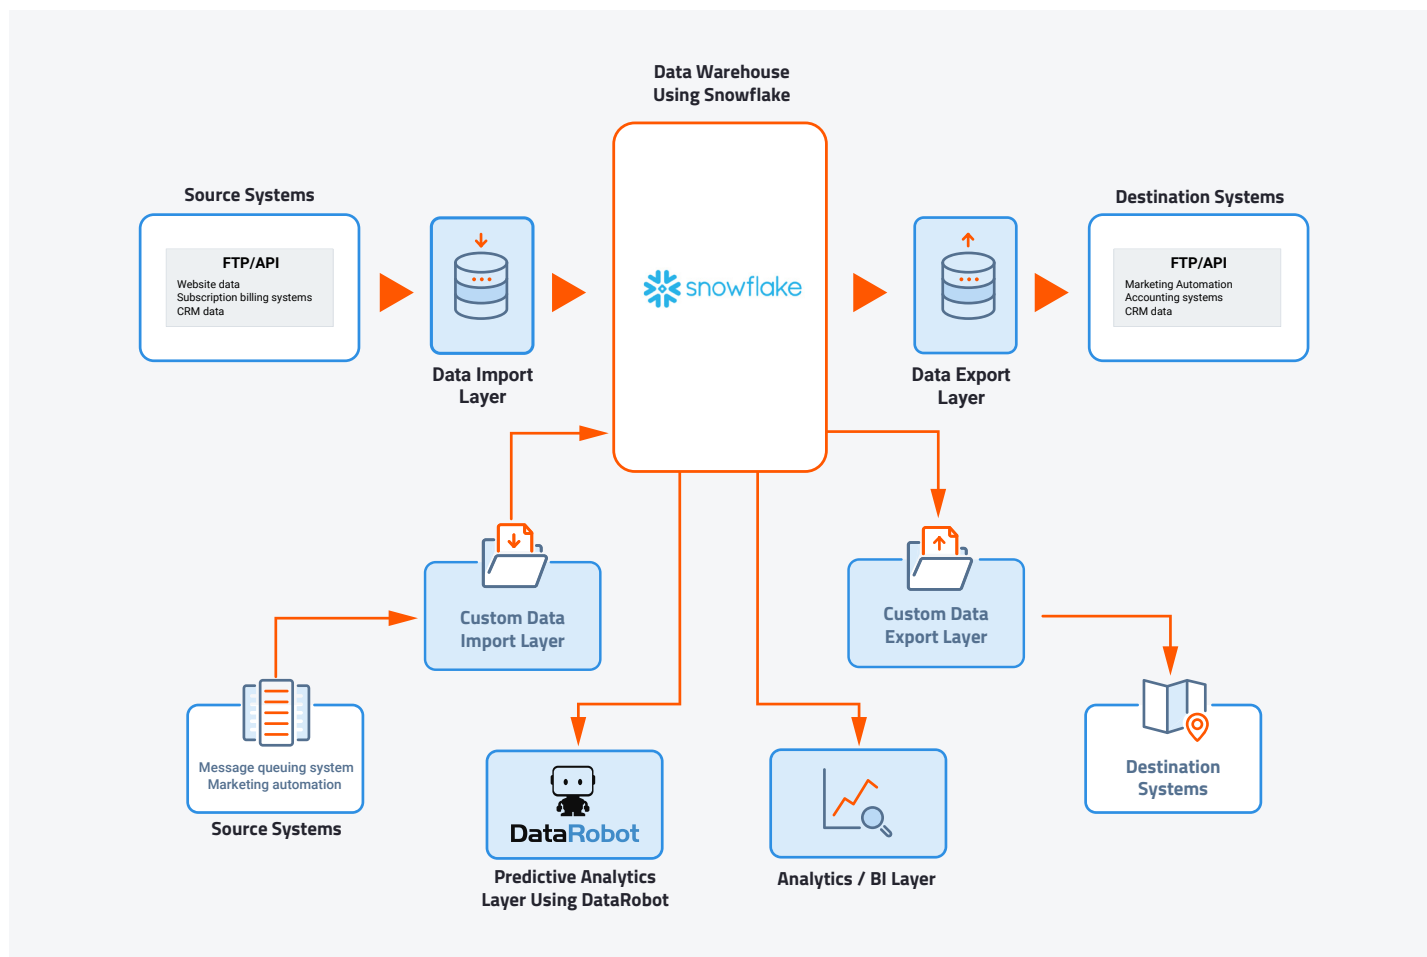 Data Warehouse
Using Snowflake
Source Systems
FTP/API
Website data
Subscription billing systems
CRM data
Data Import
Layer
snowflake
Data Export
Layer
Destination Systems
FTP/API
Marketing Automation
Accounting systems
CRM data
Custom Data
Import Layer
Custom Data
Export Layer
Message queuing system
Marketing automation
Source Systems
DataRobot
Predictive Analytics
Layer Using DataRobot
Analytics / BI Layer
Destination
Systems